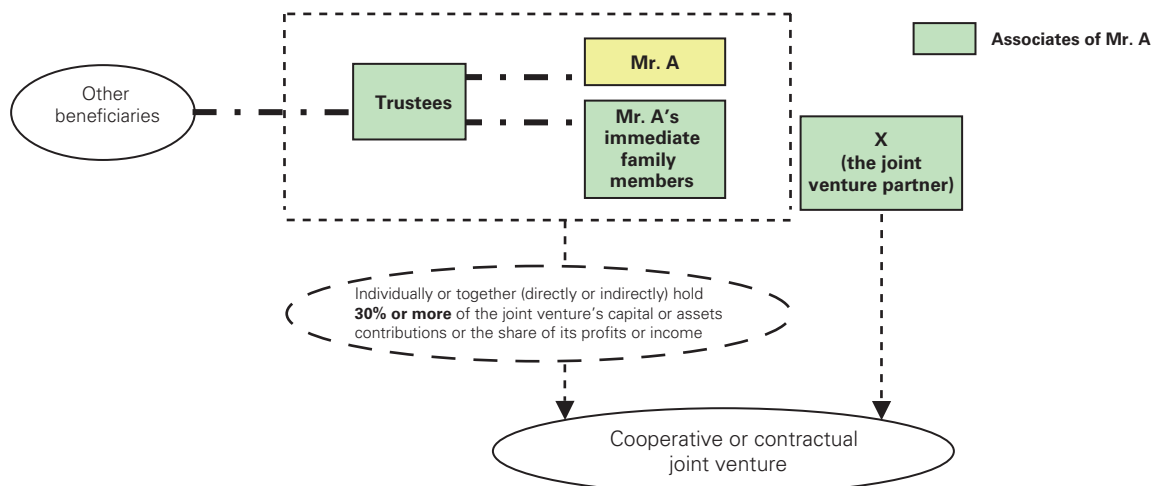 Associates of Mr. A
Other
beneficiaries
Trustees
Mr. A
Mr. A's
immediate
family
members
X
(the joint
venture partner)
Individually or together (directly or indirectly) hold
30% or more of the joint venture's capital or assets
contributions or the share of its profits or income
Cooperative or contractual
joint venture